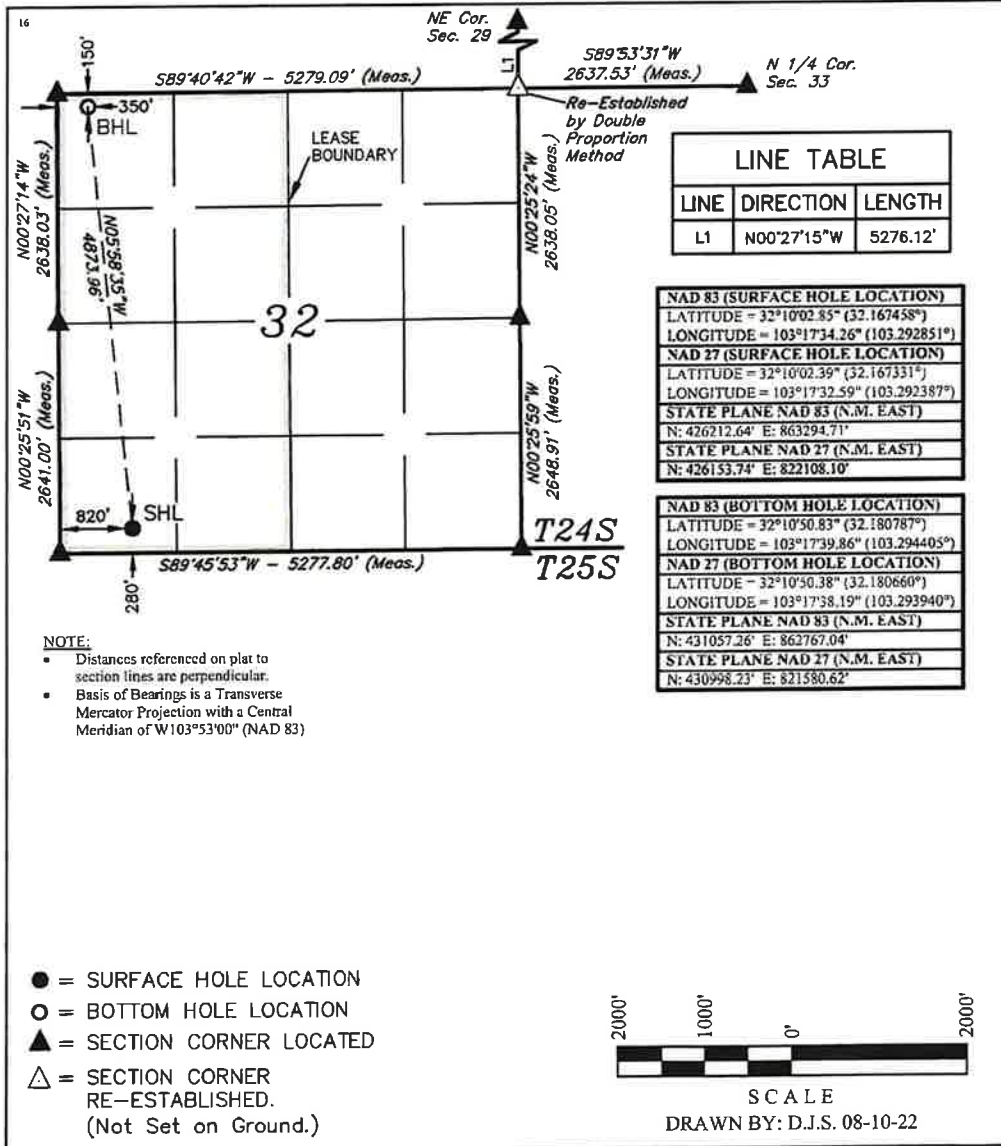 16
NE Cor.
Sec. 29
150'
S89°40'42"W - 5279.09' (Meas.)
L1
S89°53'31"W
2637.53' (Meas.)
N 1/4 Cor.
Sec. 33
350'
BHL
Re-Established
by Double
Proportion
Method
LEASE
BOUNDARY
N00°27'14"W
2638.03' (Meas.)
N05°58'35"W
4873.96'
N00°25'24"W
2638.05' (Meas.)
32
N00°25'51"W
2641.00' (Meas.)
N00°25'59"W
2648.91' (Meas.)
820'
SHL
T24S
T25S
S89°45'53"W - 5277.80' (Meas.)
280'
LINE TABLE
LINE DIRECTION LENGTH
L1 N00°27'15"W 5276.12'
NAD 83 (SURFACE HOLE LOCATION)
LATITUDE = 32°10'02.85" (32.167458°)
LONGITUDE = 103°17'34.26" (103.292851°)
NAD 27 (SURFACE HOLE LOCATION)
LATITUDE = 32°10'02.39" (32.167331°)
LONGITUDE = 103°17'32.59" (103.292387°)
STATE PLANE NAD 83 (N.M. EAST)
N: 426212.64' E: 863294.71'
STATE PLANE NAD 27 (N.M. EAST)
N: 426153.74' E: 822108.10'
NAD 83 (BOTTOM HOLE LOCATION)
LATITUDE = 32°10'50.83" (32.180787°)
LONGITUDE = 103°17'39.86" (103.294405°)
NAD 27 (BOTTOM HOLE LOCATION)
LATITUDE = 32°10'50.38" (32.180660°)
LONGITUDE = 103°17'38.19" (103.293940°)
STATE PLANE NAD 83 (N.M. EAST)
N: 431057.26' E: 862767.04'
STATE PLANE NAD 27 (N.M. EAST)
N: 430998.23' E: 821580.62'
NOTE:
• Distances referenced on plat to
section lines are perpendicular.
• Basis of Bearings is a Transverse
Mercator Projection with a Central
Meridian of W103°53'00" (NAD 83)
● = SURFACE HOLE LOCATION
○ = BOTTOM HOLE LOCATION
▲ = SECTION CORNER LOCATED
△ = SECTION CORNER
RE-ESTABLISHED.
(Not Set on Ground.)
2000' 1000' 0' 2000'
SCALE
DRAWN BY: D.J.S. 08-10-22